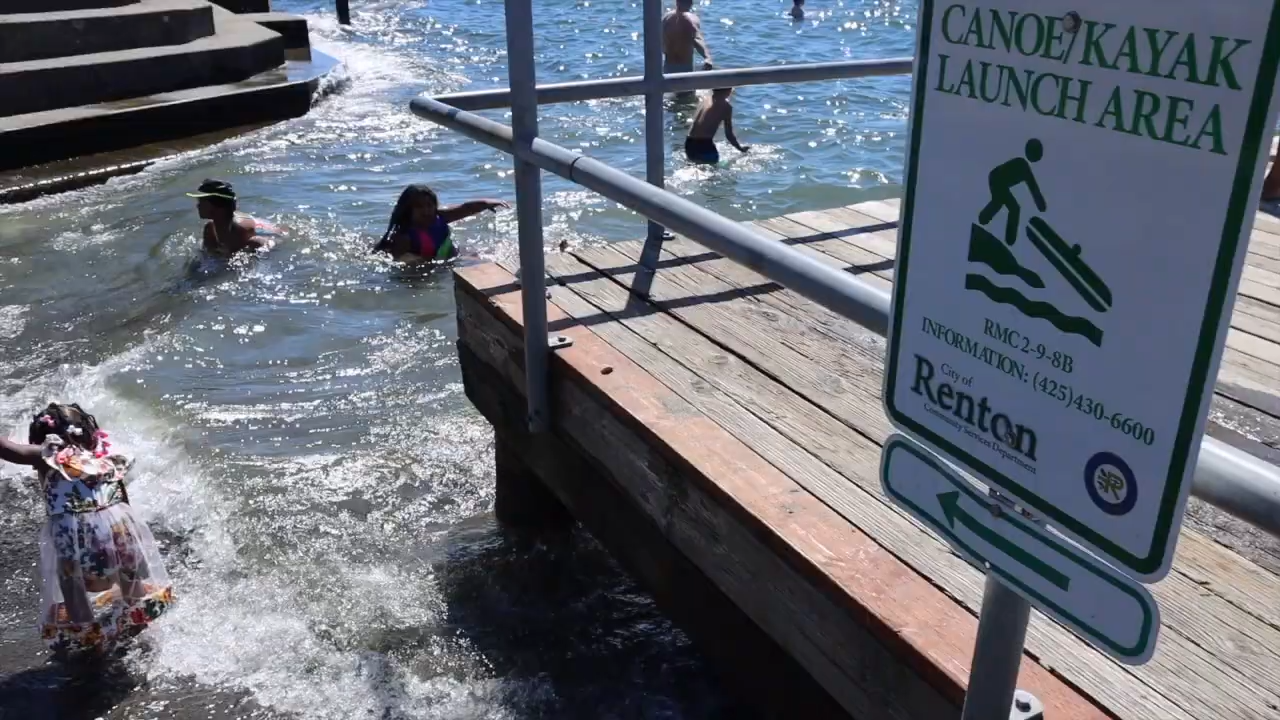 CANOE/KAYAK
LAUNCH AREA
RMC 2-9-8B
INFORMATION: (425)430-6600
City of
Renton
Community Services Department